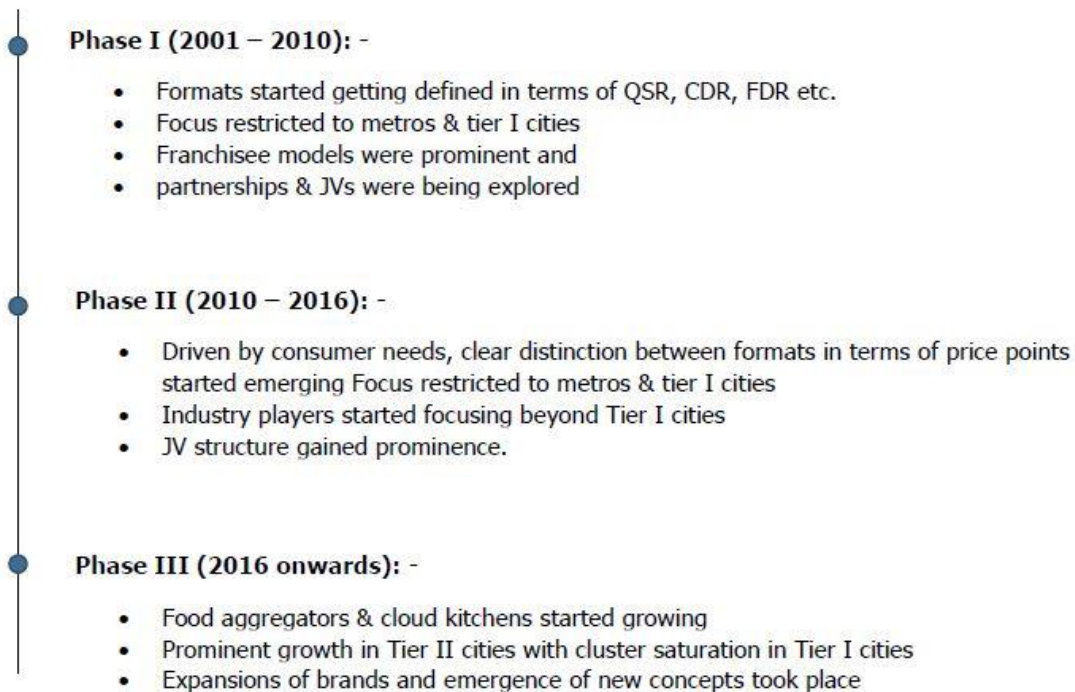 Phase I (2001 – 2010): -
• Formats started getting defined in terms of QSR, CDR, FDR etc.
• Focus restricted to metros & tier I cities
• Franchisee models were prominent and
• partnerships & JVs were being explored
Phase II (2010 – 2016): -
• Driven by consumer needs, clear distinction between formats in terms of price points
started emerging Focus restricted to metros & tier I cities
• Industry players started focusing beyond Tier I cities
• JV structure gained prominence.
Phase III (2016 onwards): -
• Food aggregators & cloud kitchens started growing
• Prominent growth in Tier II cities with cluster saturation in Tier I cities
• Expansions of brands and emergence of new concepts took place